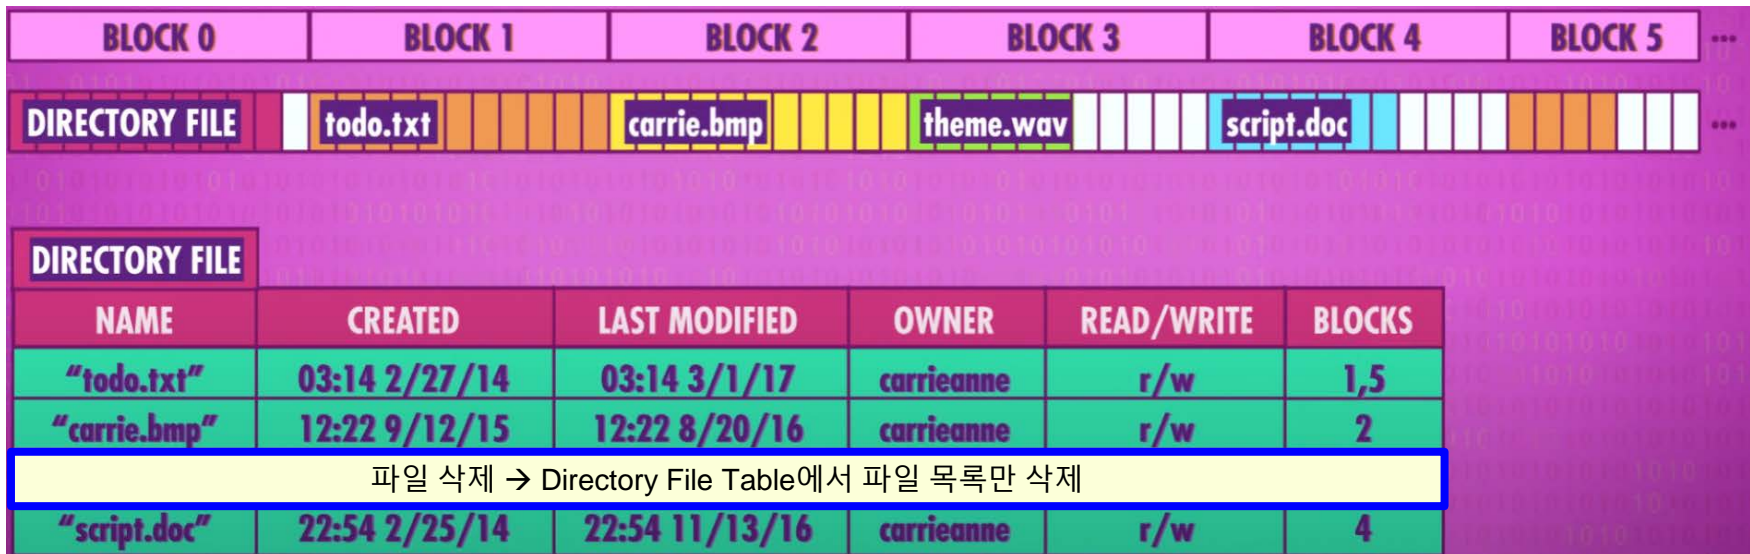 BLOCK 0 BLOCK 1 BLOCK 2 BLOCK 3 BLOCK 4 BLOCK 5 ...
DIRECTORY FILE todo.txt carrie.bmp theme.wav script.doc ...
DIRECTORY FILE
NAME CREATED LAST MODIFIED OWNER READ/WRITE BLOCKS
“todo.txt” 03:14 2/27/14 03:14 3/1/17 carrieanne r/w 1,5
“carrie.bmp” 12:22 9/12/15 12:22 8/20/16 carrieanne r/w 2
파일 삭제 → Directory File Table에서 파일 목록만 삭제
“script.doc” 22:54 2/25/14 22:54 11/13/16 carrieanne r/w 4